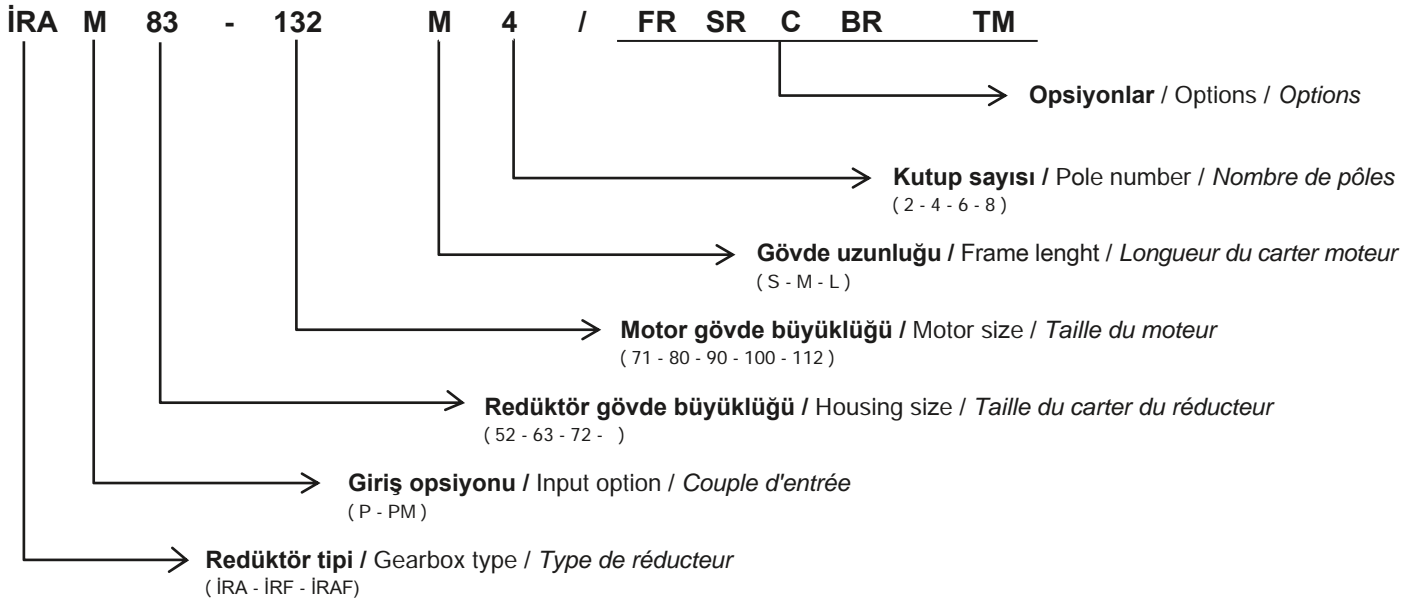 İRA M 83 - 132 M 4 / FR SR C BR TM
Opsiyonlar / Options / Options
Kutup sayısı / Pole number / Nombre de pôles
( 2 - 4 - 6 - 8 )
Gövde uzunluğu / Frame lenght / Longueur du carter moteur
( S - M - L )
Motor gövde büyüklüğü / Motor size / Taille du moteur
( 71 - 80 - 90 - 100 - 112 )
Redüktör gövde büyüklüğü / Housing size / Taille du carter du réducteur
( 52 - 63 - 72 - )
Giriş opsiyonu / Input option / Couple d'entrée
( P - PM )
Redüktör tipi / Gearbox type / Type de réducteur
( İRA - İRF - İRAF)